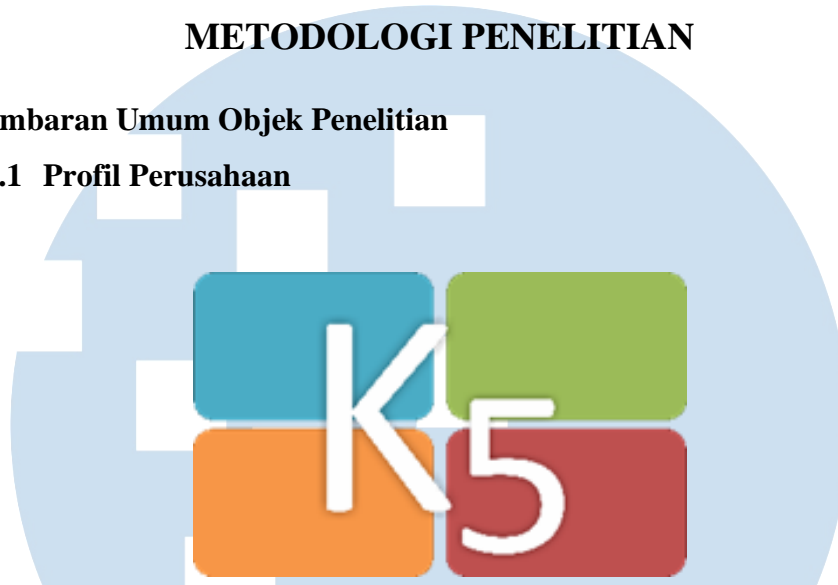 METODOLOGI PENELITIAN
mbaran Umum Objek Penelitian
.1 Profil Perusahaan
K5